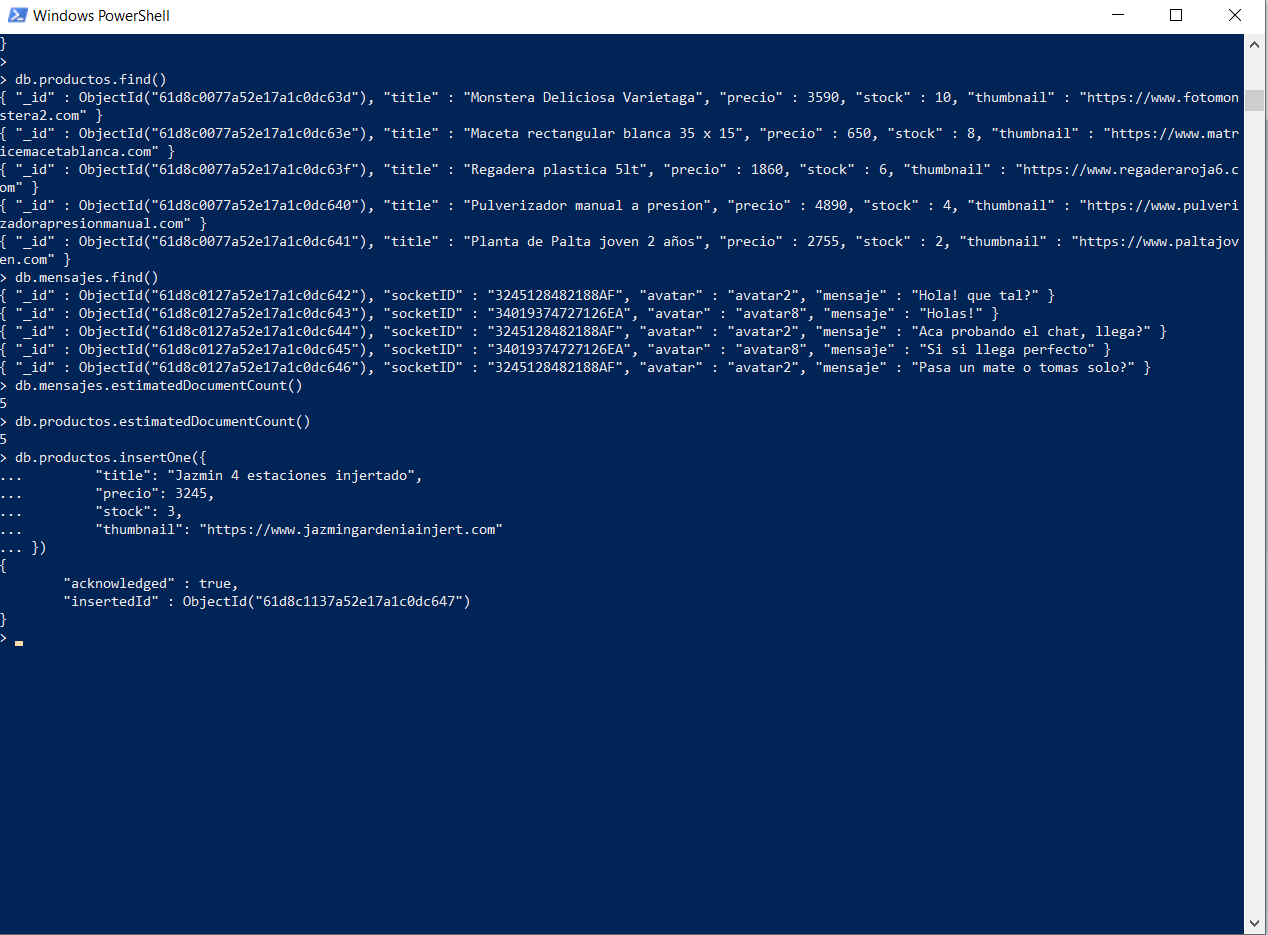 Windows PowerShell
}
>
> db.productos.find()
{ "_id" : ObjectId("61d8c0077a52e17a1c0dc63d"), "title" : "Monstera Deliciosa Varietaga", "precio" : 3590, "stock" : 10, "thumbnail" : "https://www.fotomon
stera2.com" }
{ "_id" : ObjectId("61d8c0077a52e17a1c0dc63e"), "title" : "Maceta rectangular blanca 35 x 15", "precio" : 650, "stock" : 8, "thumbnail" : "https://www.matr
icemacetablanca.com" }
{ "_id" : ObjectId("61d8c0077a52e17a1c0dc63f"), "title" : "Regadera plastica 5lt", "precio" : 1860, "stock" : 6, "thumbnail" : "https://www.regaderaroja6.c
om" }
{ "_id" : ObjectId("61d8c0077a52e17a1c0dc640"), "title" : "Pulverizador manual a presion", "precio" : 4890, "stock" : 4, "thumbnail" : "https://www.pulveri
zadorapresionmanual.com" }
{ "_id" : ObjectId("61d8c0077a52e17a1c0dc641"), "title" : "Planta de Palta joven 2 años", "precio" : 2755, "stock" : 2, "thumbnail" : "https://www.paltajov
en.com" }
> db.mensajes.find()
{ "_id" : ObjectId("61d8c0127a52e17a1c0dc642"), "socketID" : "3245128482188AF", "avatar" : "avatar2", "mensaje" : "Hola! que tal?" }
{ "_id" : ObjectId("61d8c0127a52e17a1c0dc643"), "socketID" : "34019374727126EA", "avatar" : "avatar8", "mensaje" : "Holas!" }
{ "_id" : ObjectId("61d8c0127a52e17a1c0dc644"), "socketID" : "3245128482188AF", "avatar" : "avatar2", "mensaje" : "Aca probando el chat, llega?" }
{ "_id" : ObjectId("61d8c0127a52e17a1c0dc645"), "socketID" : "34019374727126EA", "avatar" : "avatar8", "mensaje" : "Si si llega perfecto" }
{ "_id" : ObjectId("61d8c0127a52e17a1c0dc646"), "socketID" : "3245128482188AF", "avatar" : "avatar2", "mensaje" : "Pasa un mate o tomas solo?" }
> db.mensajes.estimatedDocumentCount()
5
> db.productos.estimatedDocumentCount()
5
> db.productos.insertOne({
...         "title": "Jazmin 4 estaciones injertado",
...         "precio": 3245,
...         "stock": 3,
...         "thumbnail": "https://www.jazmingardeniainjert.com"
... })
{
        "acknowledged" : true,
        "insertedId" : ObjectId("61d8c1137a52e17a1c0dc647")
}
>